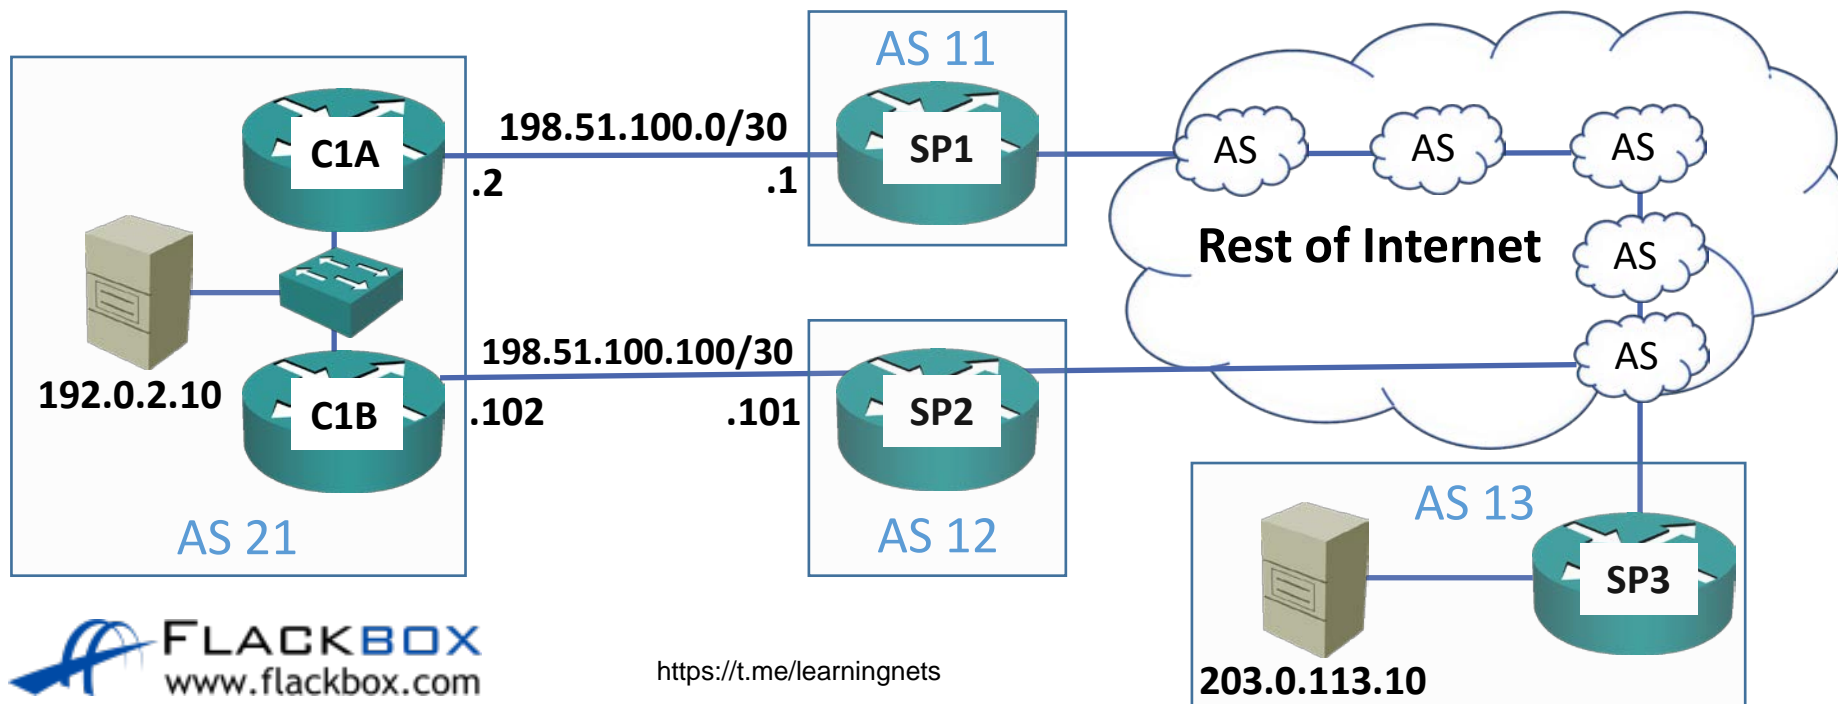 AS 11
198.51.100.0/30
C1A
SP1
.2
.1
AS
AS
AS
Rest of Internet
AS
AS
192.0.2.10
198.51.100.100/30
C1B
SP2
.102
.101
AS 21
AS 12
AS 13
SP3
203.0.113.10
FLACKBOX
www.flackbox.com
https://t.me/learningnets